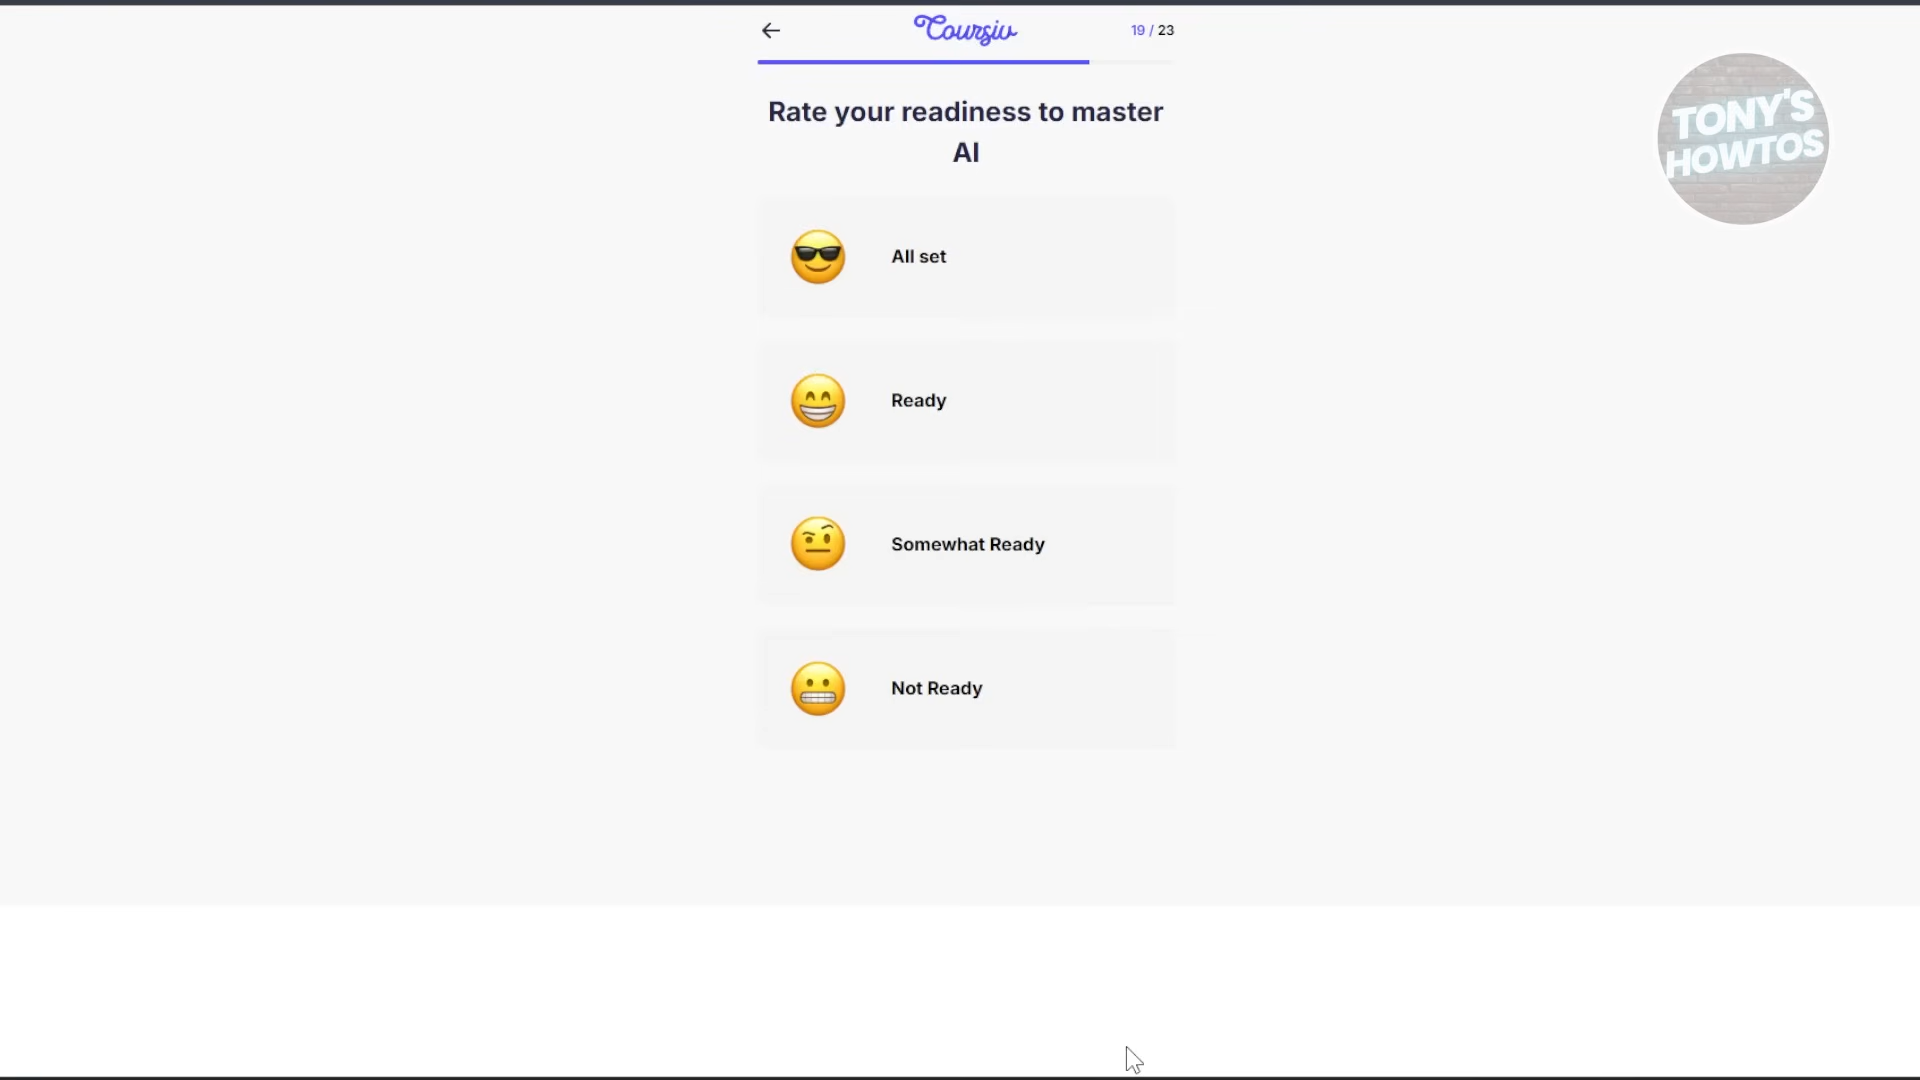 Coursiv
19 / 23
TONY'S
HOWTOS
Rate your readiness to master
AI
All set
Ready
Somewhat Ready
Not Ready